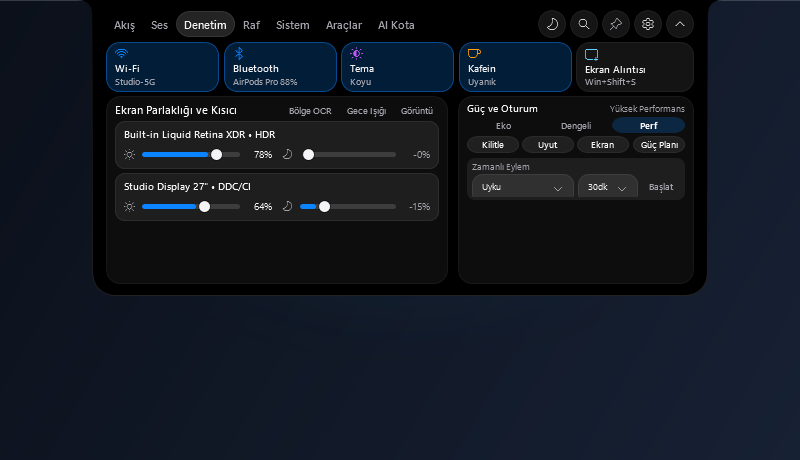 Akış Ses Denetim Raf Sistem Araçlar AI Kota
Wi-Fi
Studio-5G
Bluetooth
AirPods Pro 88%
Tema
Koyu
Kafein
Uyanık
Ekran Alıntısı
Win+Shift+S
Ekran Parlaklığı ve Kısıcı Bölge OCR Gece Işığı Görüntü
Built-in Liquid Retina XDR • HDR
78% -0%
Studio Display 27" • DDC/CI
64% -15%
Güç ve Oturum Yüksek Performans
Eko Dengeli Perf
Kilitle Uyut Ekran Güç Planı
Zamanlı Eylem
Uyku 30dk Başlat